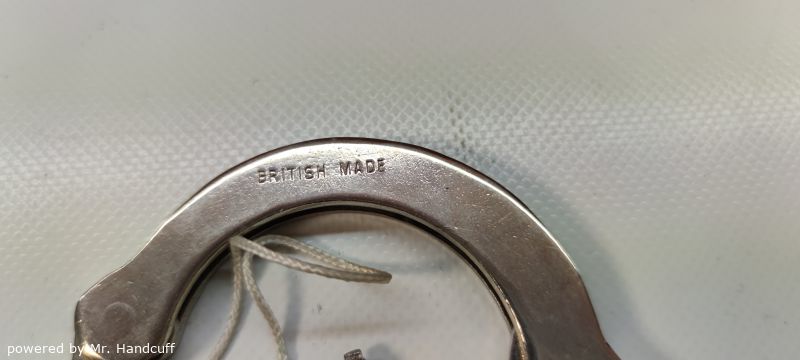 BRITISH MADE
powered by Mr. Handcuff